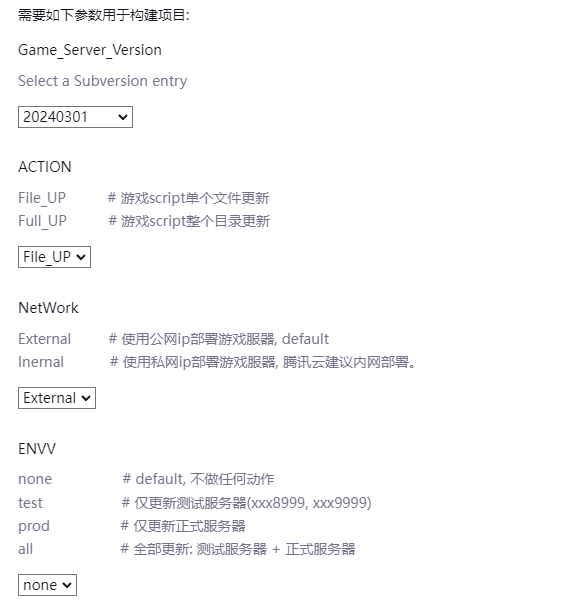 需要如下参数用于构建项目:
Game_Server_Version
Select a Subversion entry
20240301
ACTION
File_UP # 游戏script单个文件更新
Full_UP # 游戏script整个目录更新
File_UP
NetWork
External # 使用公网ip部署游戏服器, default
Inernal # 使用私网ip部署游戏服器, 腾讯云建议内网部署。
External
ENVV
none # default, 不做任何动作
test # 仅更新测试服务器(xxx8999, xxx9999)
prod # 仅更新正式服务器
all # 全部更新: 测试服务器 + 正式服务器
none